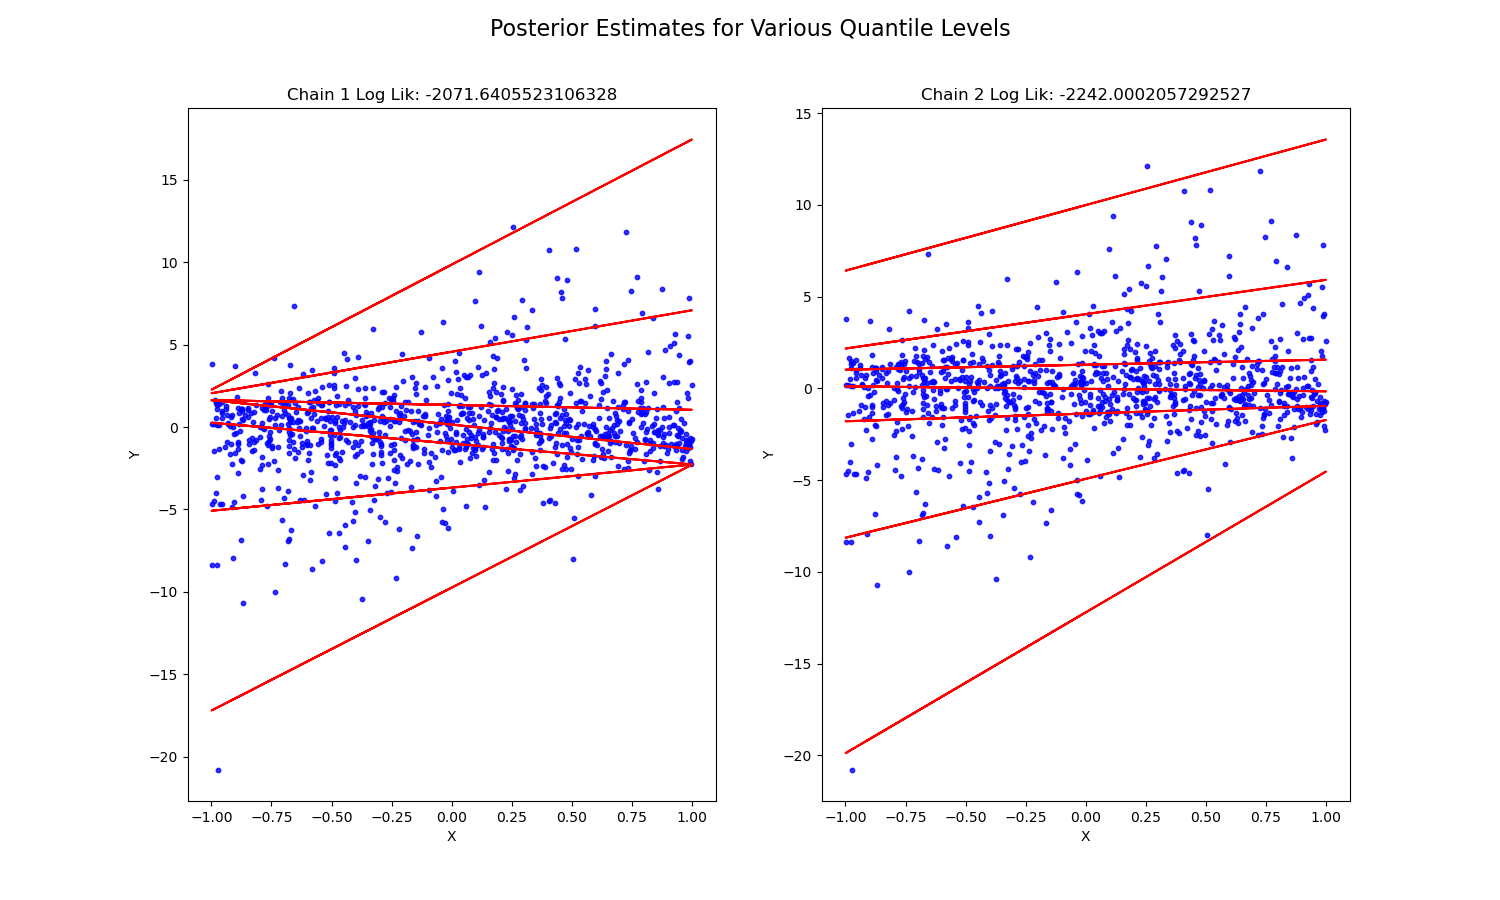 Posterior Estimates for Various Quantile Levels
Chain 1 Log Lik: -2071.6405523106328
15
10
5
0
−5
−10
−15
−20
Y
−1.00 −0.75 −0.50 −0.25 0.00 0.25 0.50 0.75 1.00
X
Chain 2 Log Lik: -2242.0002057292527
15
10
5
0
−5
−10
−15
−20
Y
−1.00 −0.75 −0.50 −0.25 0.00 0.25 0.50 0.75 1.00
X